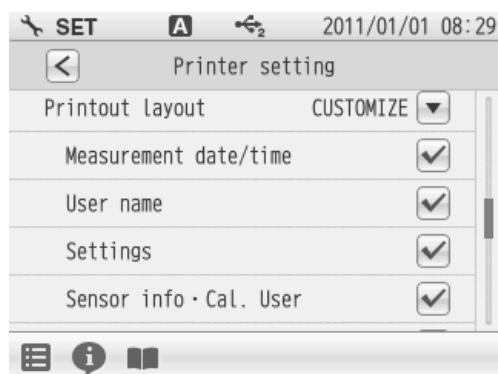 SET A 2 2011/01/01 08:29
Printer setting
Printout layout CUSTOMIZE
Measurement date/time
User name
Settings
Sensor info・Cal. User